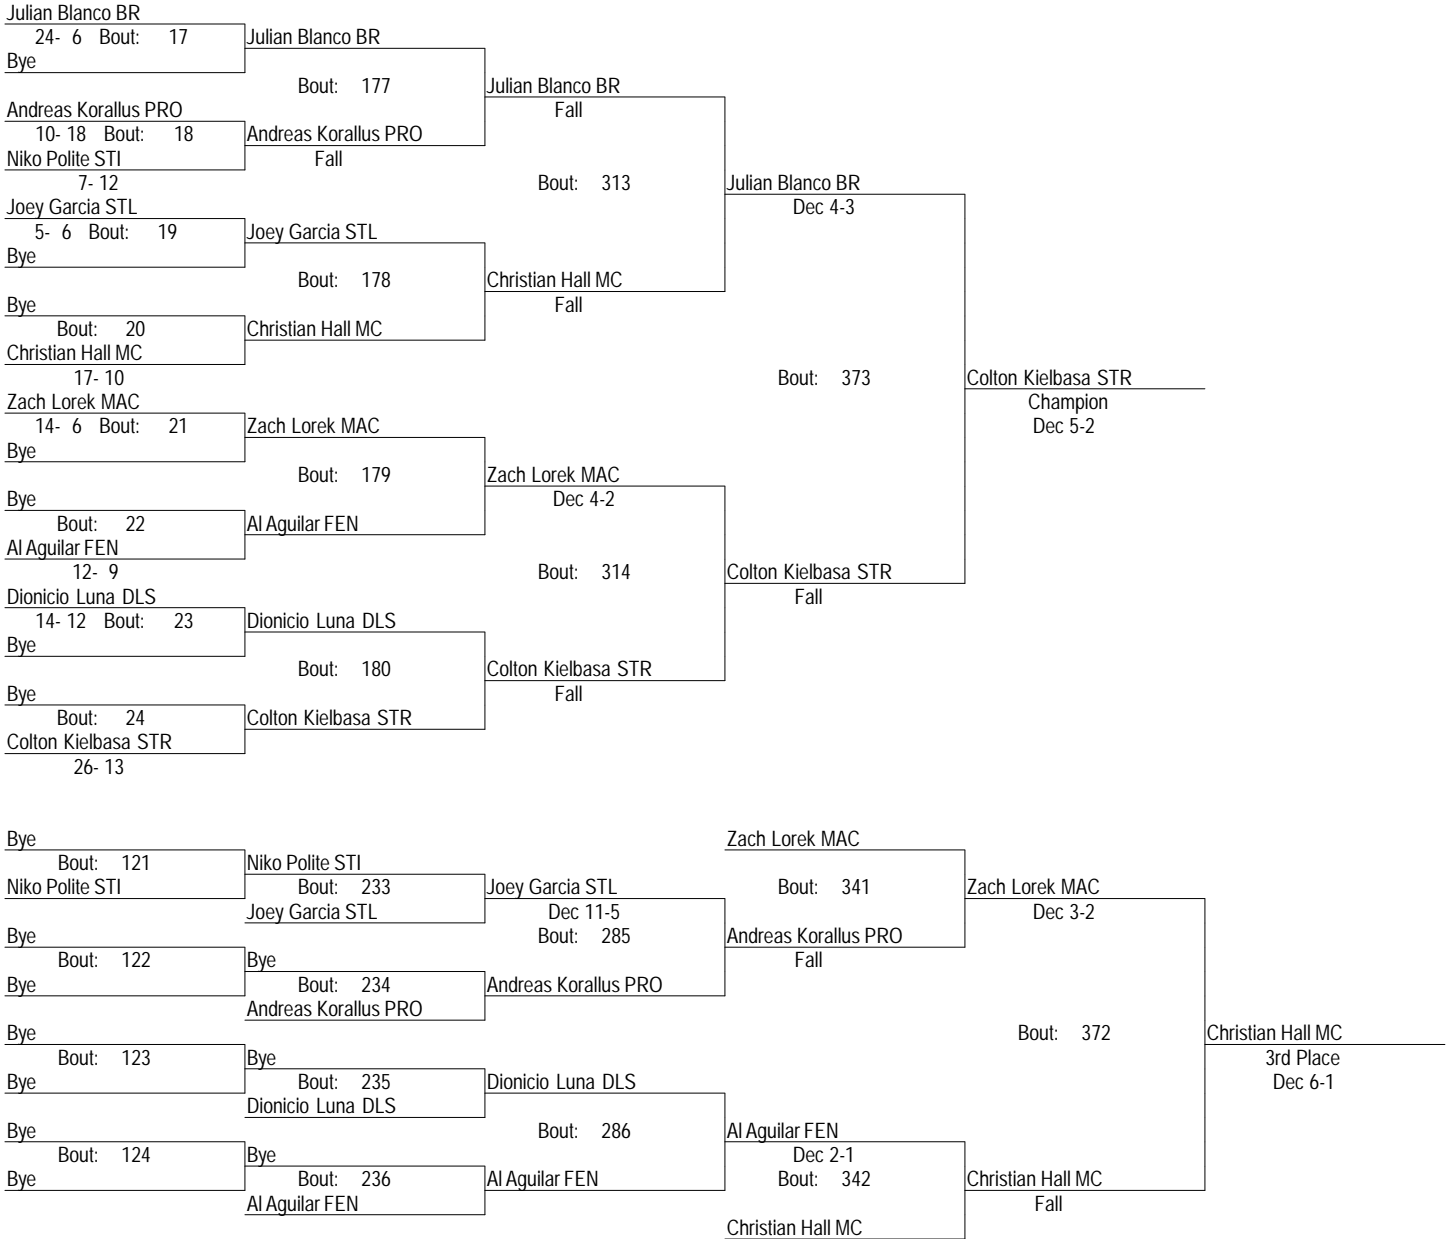 Julian Blanco BR
24- 6 Bout: 17 Julian Blanco BR
Bye
Bout: 177 Julian Blanco BR
Andreas Korallus PRO Fall
10- 18 Bout: 18 Andreas Korallus PRO
Niko Polite STI Fall
7- 12 Bout: 313 Julian Blanco BR
Joey Garcia STL Dec 4-3
5- 6 Bout: 19 Joey Garcia STL
Bye
Bout: 178 Christian Hall MC
Bye Fall
Bout: 20 Christian Hall MC
Christian Hall MC
17- 10 Bout: 373 Colton Kielbasa STR
Zach Lorek MAC Champion
14- 6 Bout: 21 Zach Lorek MAC Dec 5-2
Bye
Bout: 179 Zach Lorek MAC
Bye Dec 4-2
Bout: 22 Al Aguilar FEN
Al Aguilar FEN
12- 9 Bout: 314 Colton Kielbasa STR
Dionicio Luna DLS Fall
14- 12 Bout: 23 Dionicio Luna DLS
Bye
Bout: 180 Colton Kielbasa STR
Bye Fall
Bout: 24 Colton Kielbasa STR
Colton Kielbasa STR
26- 13
Bye Zach Lorek MAC
Bout: 121 Niko Polite STI
Niko Polite STI Bout: 233 Joey Garcia STL Bout: 341 Zach Lorek MAC
Joey Garcia STL Dec 11-5 Dec 3-2
Bye Bout: 285 Andreas Korallus PRO
Bout: 122 Bye Fall
Bye Bout: 234 Andreas Korallus PRO
Andreas Korallus PRO
Bye Bout: 372 Christian Hall MC
Bout: 123 Bye 3rd Place
Bye Bout: 235 Dionicio Luna DLS Dec 6-1
Dionicio Luna DLS
Bye Bout: 286 Al Aguilar FEN
Bout: 124 Bye Dec 2-1
Bye Bout: 236 Al Aguilar FEN Bout: 342 Christian Hall MC
Al Aguilar FEN Fall
Christian Hall MC